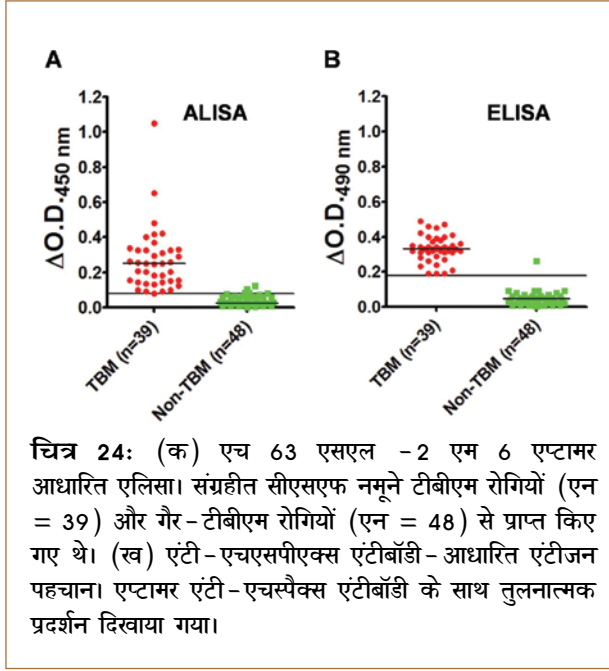 A
B
1.2
1.0
0.8
0.6
0.4
0.2
0.0
ΔO.D.450 nm
ALISA
TBM (n=39)
Non-TBM (n=48)
1.2
1.0
0.8
0.6
0.4
0.2
0.0
ΔO.D.490 nm
ELISA
TBM (n=39)
Non-TBM (n=48)
चित्र 24: (क) एच 63 एसएल -2 एम 6 एप्टामर
आधारित एलिसा। संग्रहीत सीएसएफ नमूने टीबीएम रोगियों (एन
= 39) और गैर-टीबीएम रोगियों (एन = 48) से प्राप्त किए
गए थे। (ख) एंटी-एचएसपीएक्स एंटीबॉडी-आधारित एंटीजन
पहचान। एप्टामर एंटी-एचस्पैक्स एंटीबॉडी के साथ तुलनात्मक
प्रदर्शन दिखाया गया।